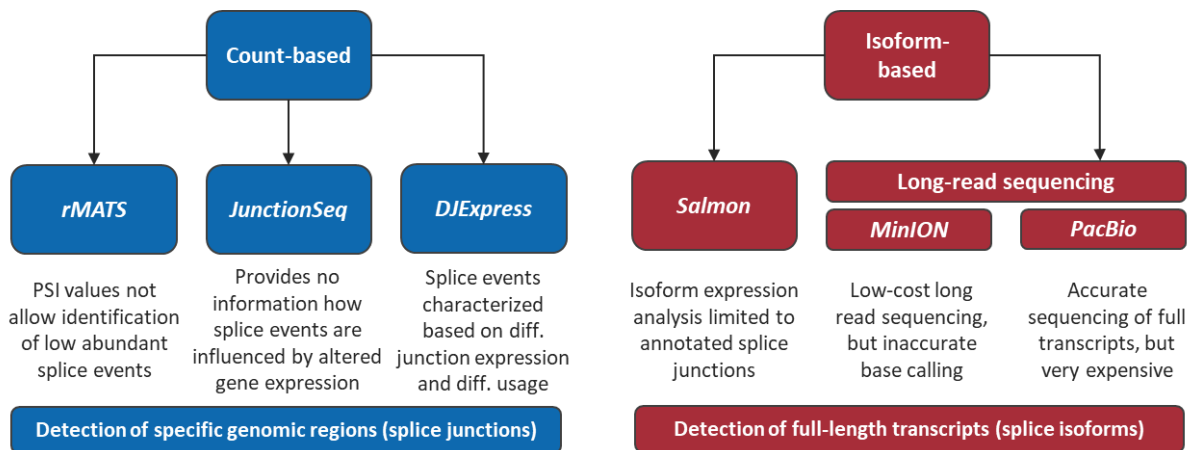 Count-based
Isoform-
based
rMATS
JunctionSeq
DJExpress
Salmon
Long-read sequencing
MinION
PacBio
PSI values not
allow identification
of low abundant
splice events
Provides no
information how
splice events are
influenced by altered
gene expression
Splice events
characterized
based on diff.
junction expression
and diff. usage
Isoform expression
analysis limited to
annotated splice
junctions
Low-cost long
read sequencing,
but inaccurate
base calling
Accurate
sequencing of full
transcripts, but
very expensive
Detection of specific genomic regions (splice junctions)
Detection of full-length transcripts (splice isoforms)